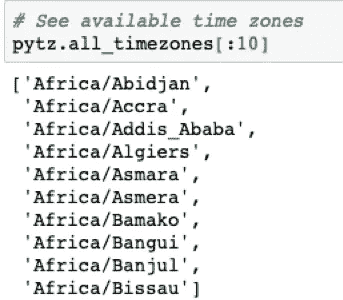 # See available time zones
pytz.all_timezones[:10]
['Africa/Abidjan',
'Africa/Accra',
'Africa/Addis_Ababa',
'Africa/Algiers',
'Africa/Asmara',
'Africa/Asmera',
'Africa/Bamako',
'Africa/Bangui',
'Africa/Banjul',
'Africa/Bissau']